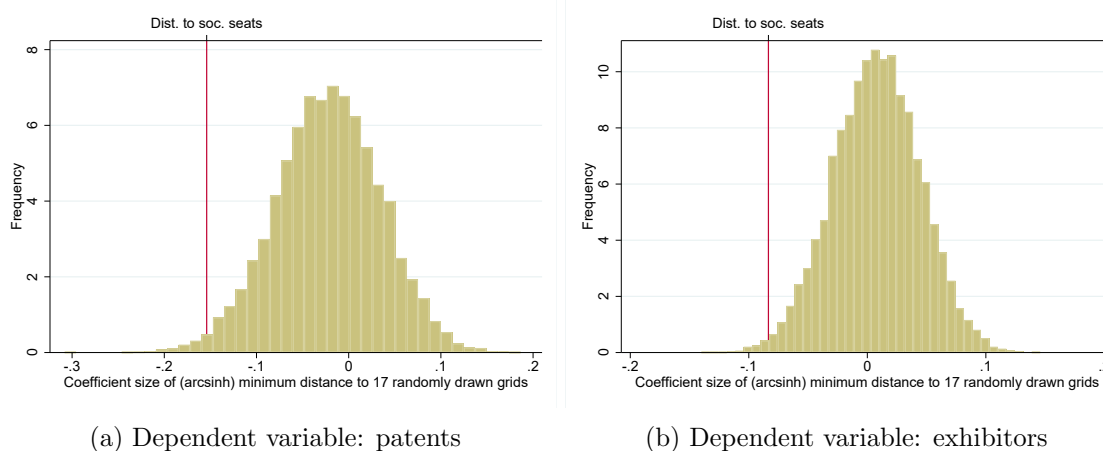 Dist. to soc. seats
8
6
4
2
0
Frequency
-.3
-.2
-.1
0
.1
.2
Coefficient size of (arcsinh) minimum distance to 17 randomly drawn grids
(a) Dependent variable: patents
Dist. to soc. seats
10
8
6
4
2
0
Frequency
-.2
-.1
0
.1
Coefficient size of (arcsinh) minimum distance to 17 randomly drawn grids
(b) Dependent variable: exhibitors